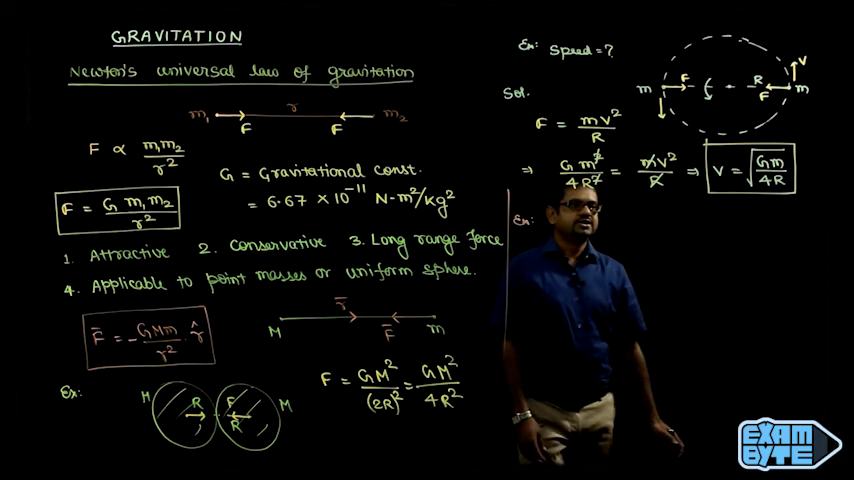 GRAVITATION
Newton's universal law of gravitation
m₁ r m₂
F F
F ∝ m₁m₂/r²
G = Gravitational Const.
= 6.67 × 10⁻¹¹ N-m²/kg²
F = G m₁m₂/r²
1. Attractive 2. Conservative 3. Long range force
4. Applicable to point masses or uniform sphere.
F̄ = - GMm/r² · r̂
r̄
M F̄ m
Ex:
M R F R M
F = GM²/(2R)² = GM²/4R²
Ex: Speed = ?
m F R F m V
Sol.
F = mV²/R
⇒ Gm²/4R² = mV²/R ⇒ V = √(Gm/4R)
Ex:
EXAM
BYTE